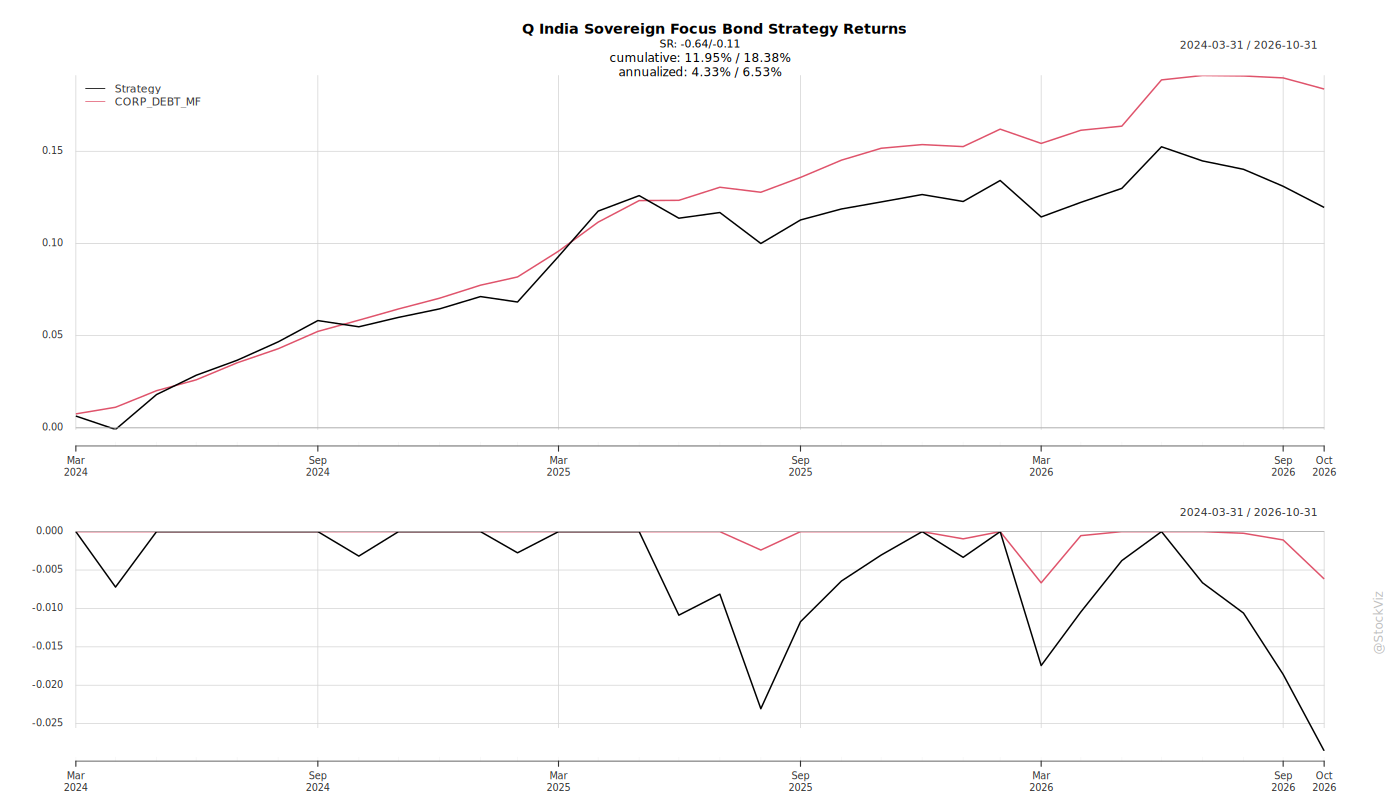 Q India Sovereign Focus Bond Strategy Returns
SR: -0.64/-0.11
cumulative: 11.95% / 18.38%
annualized: 4.33% / 6.53%
2024-03-31 / 2026-10-31
Strategy
CORP_DEBT_MF
0.15
0.10
0.05
0.00
Mar Sep Mar Sep Mar Sep Oct
2024 2024 2025 2025 2026 2026 2026
2024-03-31 / 2026-10-31
0.000
-0.005
-0.010
-0.015
-0.020
-0.025
Mar Sep Mar Sep Mar Sep Oct
2024 2024 2025 2025 2026 2026 2026
@StockViz